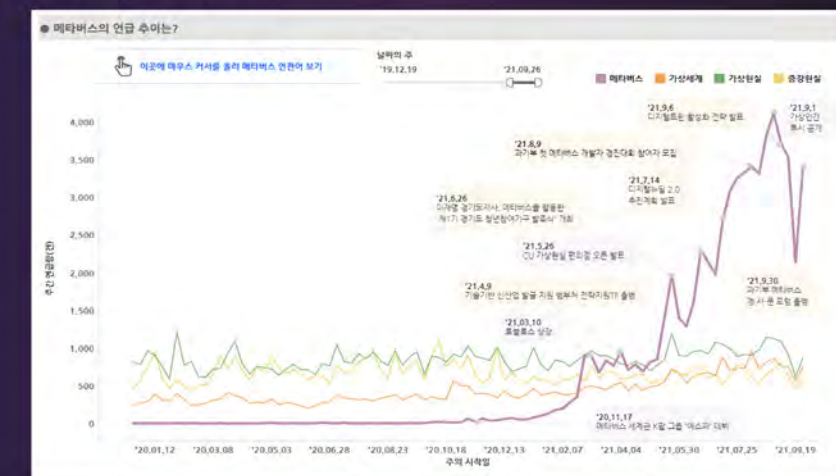 메타버스의 언급 추이는?
이곳에 마우스 커서를 올려 메타버스 연관어 보기
날짜의 주
'19.12.19
'21.09.26
메타버스
가상세계
가상현실
증강현실
'21.9.6
디지털트윈 활성화 전략 발표
'21.9.1
가상인간
'21.8.9
과기부 첫 메타버스 개발자 경진대회 참여자 모집
'21.7.14
디지털뉴딜 2.0
추진계획 발표
'21.6.26
이재명 경기도지사, 메타버스를 활용한
'제1기 경기도 청년참여기구 발족식' 개최
'21.5.26
CU 가상현실 편의점 오픈 발표
'21.4.9
기술기반 신산업 발굴 지원 범부처 전략지원TF 출범
'21.9.30
과기부 메타버스
'21.03.10
로블록스 상장
'20.11.17
메타버스 세계관 K팝 그룹 '에스파' 데뷔
주간 언급량(건)
4,000
3,500
3,000
2,500
2,000
1,500
1,000
500
0
'20.01.12
'20.03.08
'20.05.03
'20.06.28
'20.08.23
'20.10.18
'20.12.13
'21.02.07
'21.04.04
'21.05.30
'21.07.25
'21.09.19
주의 시작일